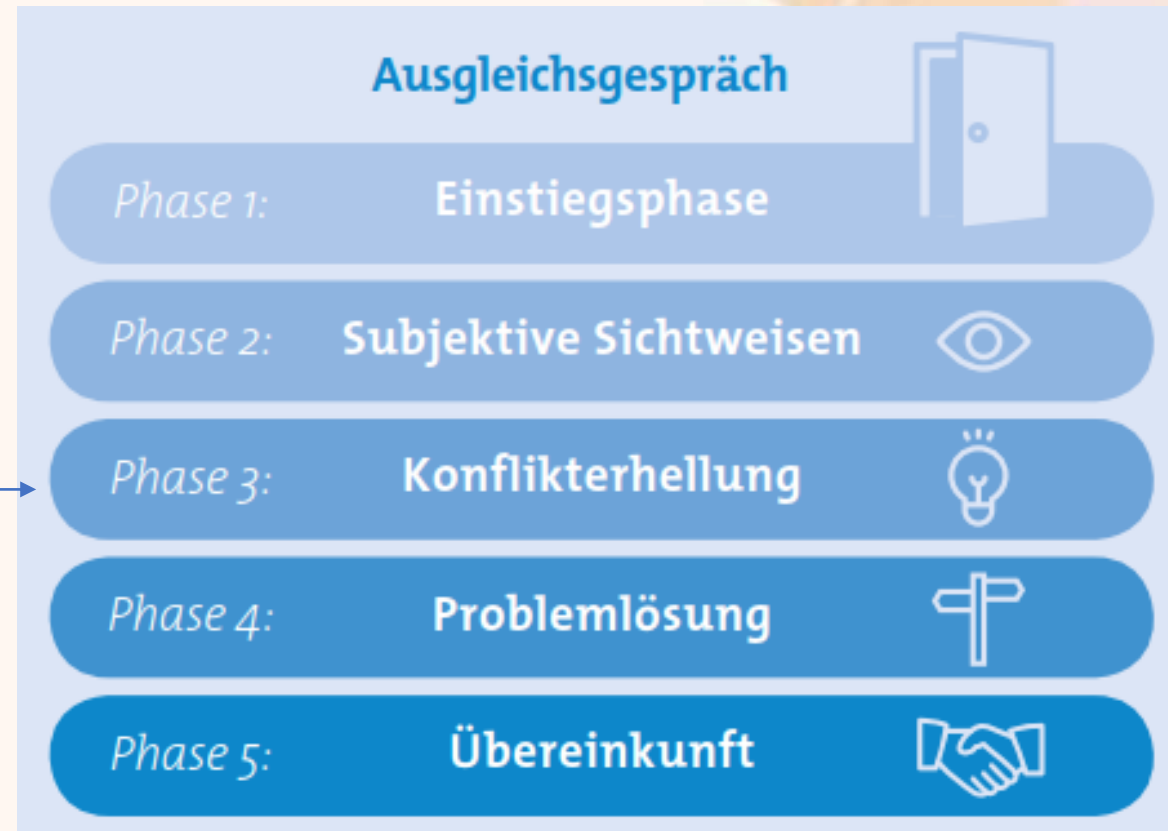 Ausgleichsgespräch
Phase 1: Einstiegsphase
Phase 2: Subjektive Sichtweisen
Phase 3: Konflikterhellung
Phase 4: Problemlösung
Phase 5: Übereinkunft